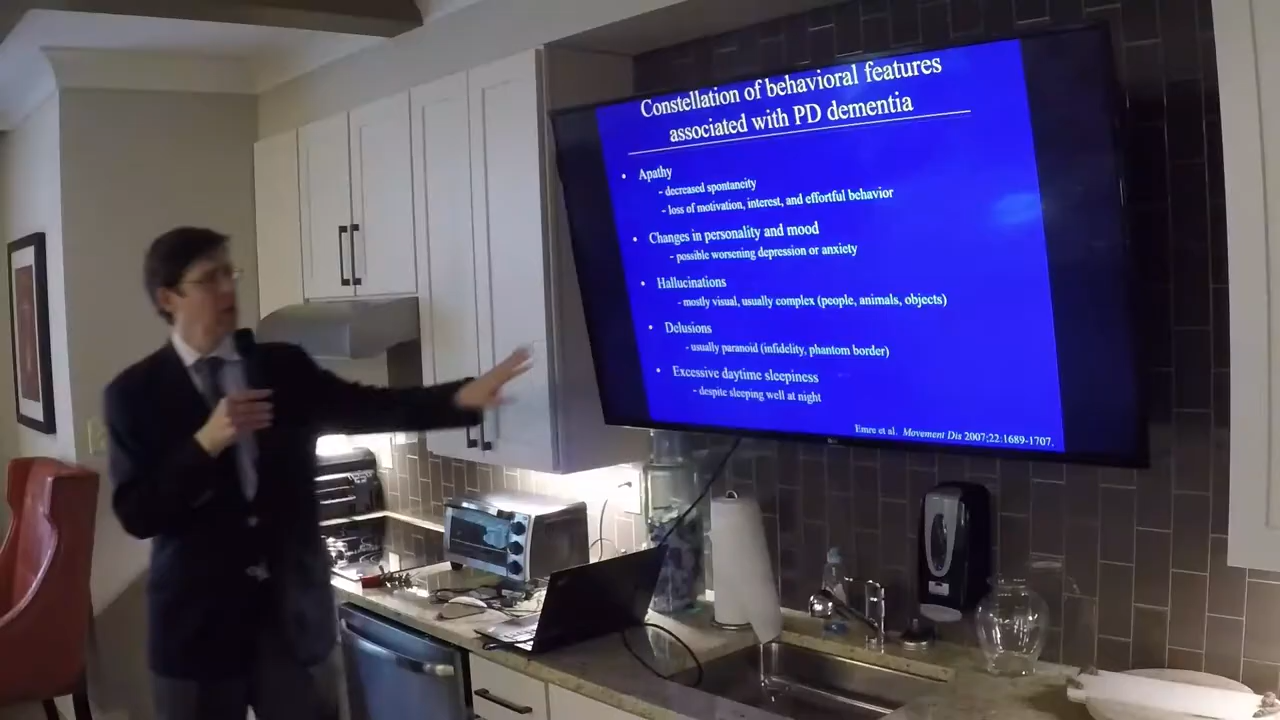 Constellation of behavioral features
associated with PD dementia
• Apathy
- decreased spontaneity
- loss of motivation, interest, and effortful behavior
• Changes in personality and mood
- possible worsening depression or anxiety
• Hallucinations
- mostly visual, usually complex (people, animals, objects)
• Delusions
- usually paranoid (infidelity, phantom border)
• Excessive daytime sleepiness
- despite sleeping well at night
Emre et al. Movement Dis 2007;22:1689-1707.